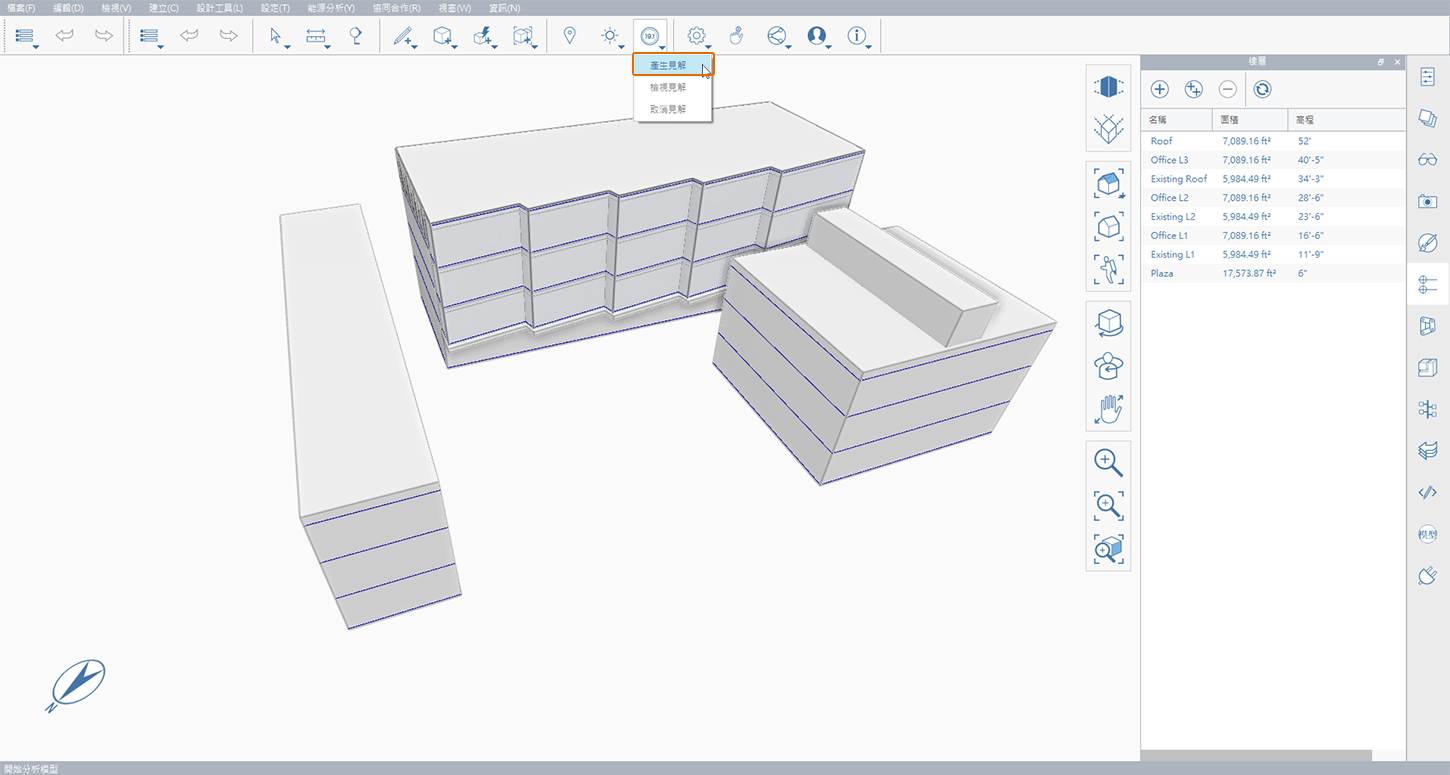 檔案(F) 編輯(D) 檢視(V) 建立(C) 設計工具(L) 設定(T) 能源分析(Y) 協同合作(R) 視窗(W) 資訊(N)
19.1
產生見解
檢視見解
取消見解
樓層
名稱 面積 高程
Roof 7,089.16 ft² 52'
Office L3 7,089.16 ft² 40'-5"
Existing Roof 5,984.49 ft² 34'-3"
Office L2 7,089.16 ft² 28'-6"
Existing L2 5,984.49 ft² 23'-6"
Office L1 7,089.16 ft² 16'-6"
Existing L1 5,984.49 ft² 11'-9"
Plaza 17,573.87 ft² 6"
模型
N
開始分析模型